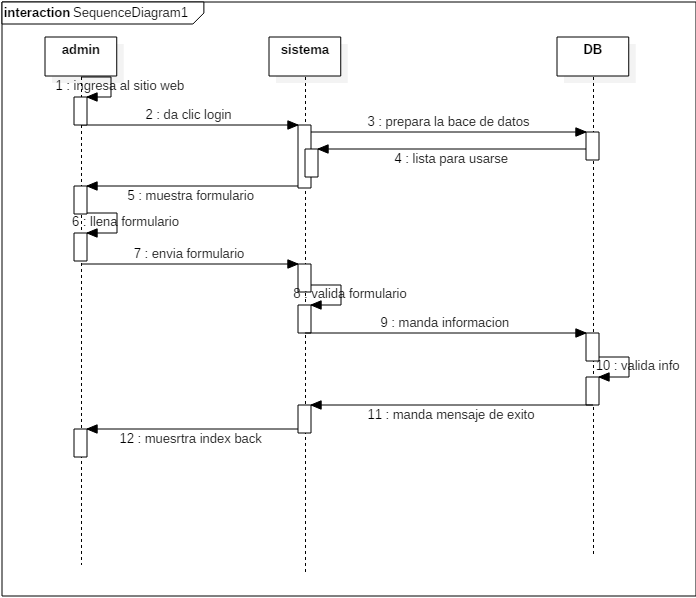 interaction SequenceDiagram1
admin
sistema
DB
1 : ingresa al sitio web
2 : da clic login
3 : prepara la bace de datos
4 : lista para usarse
5 : muestra formulario
6 : llena formulario
7 : envia formulario
8 : valida formulario
9 : manda informacion
10 : valida info
11 : manda mensaje de exito
12 : muesrtra index back